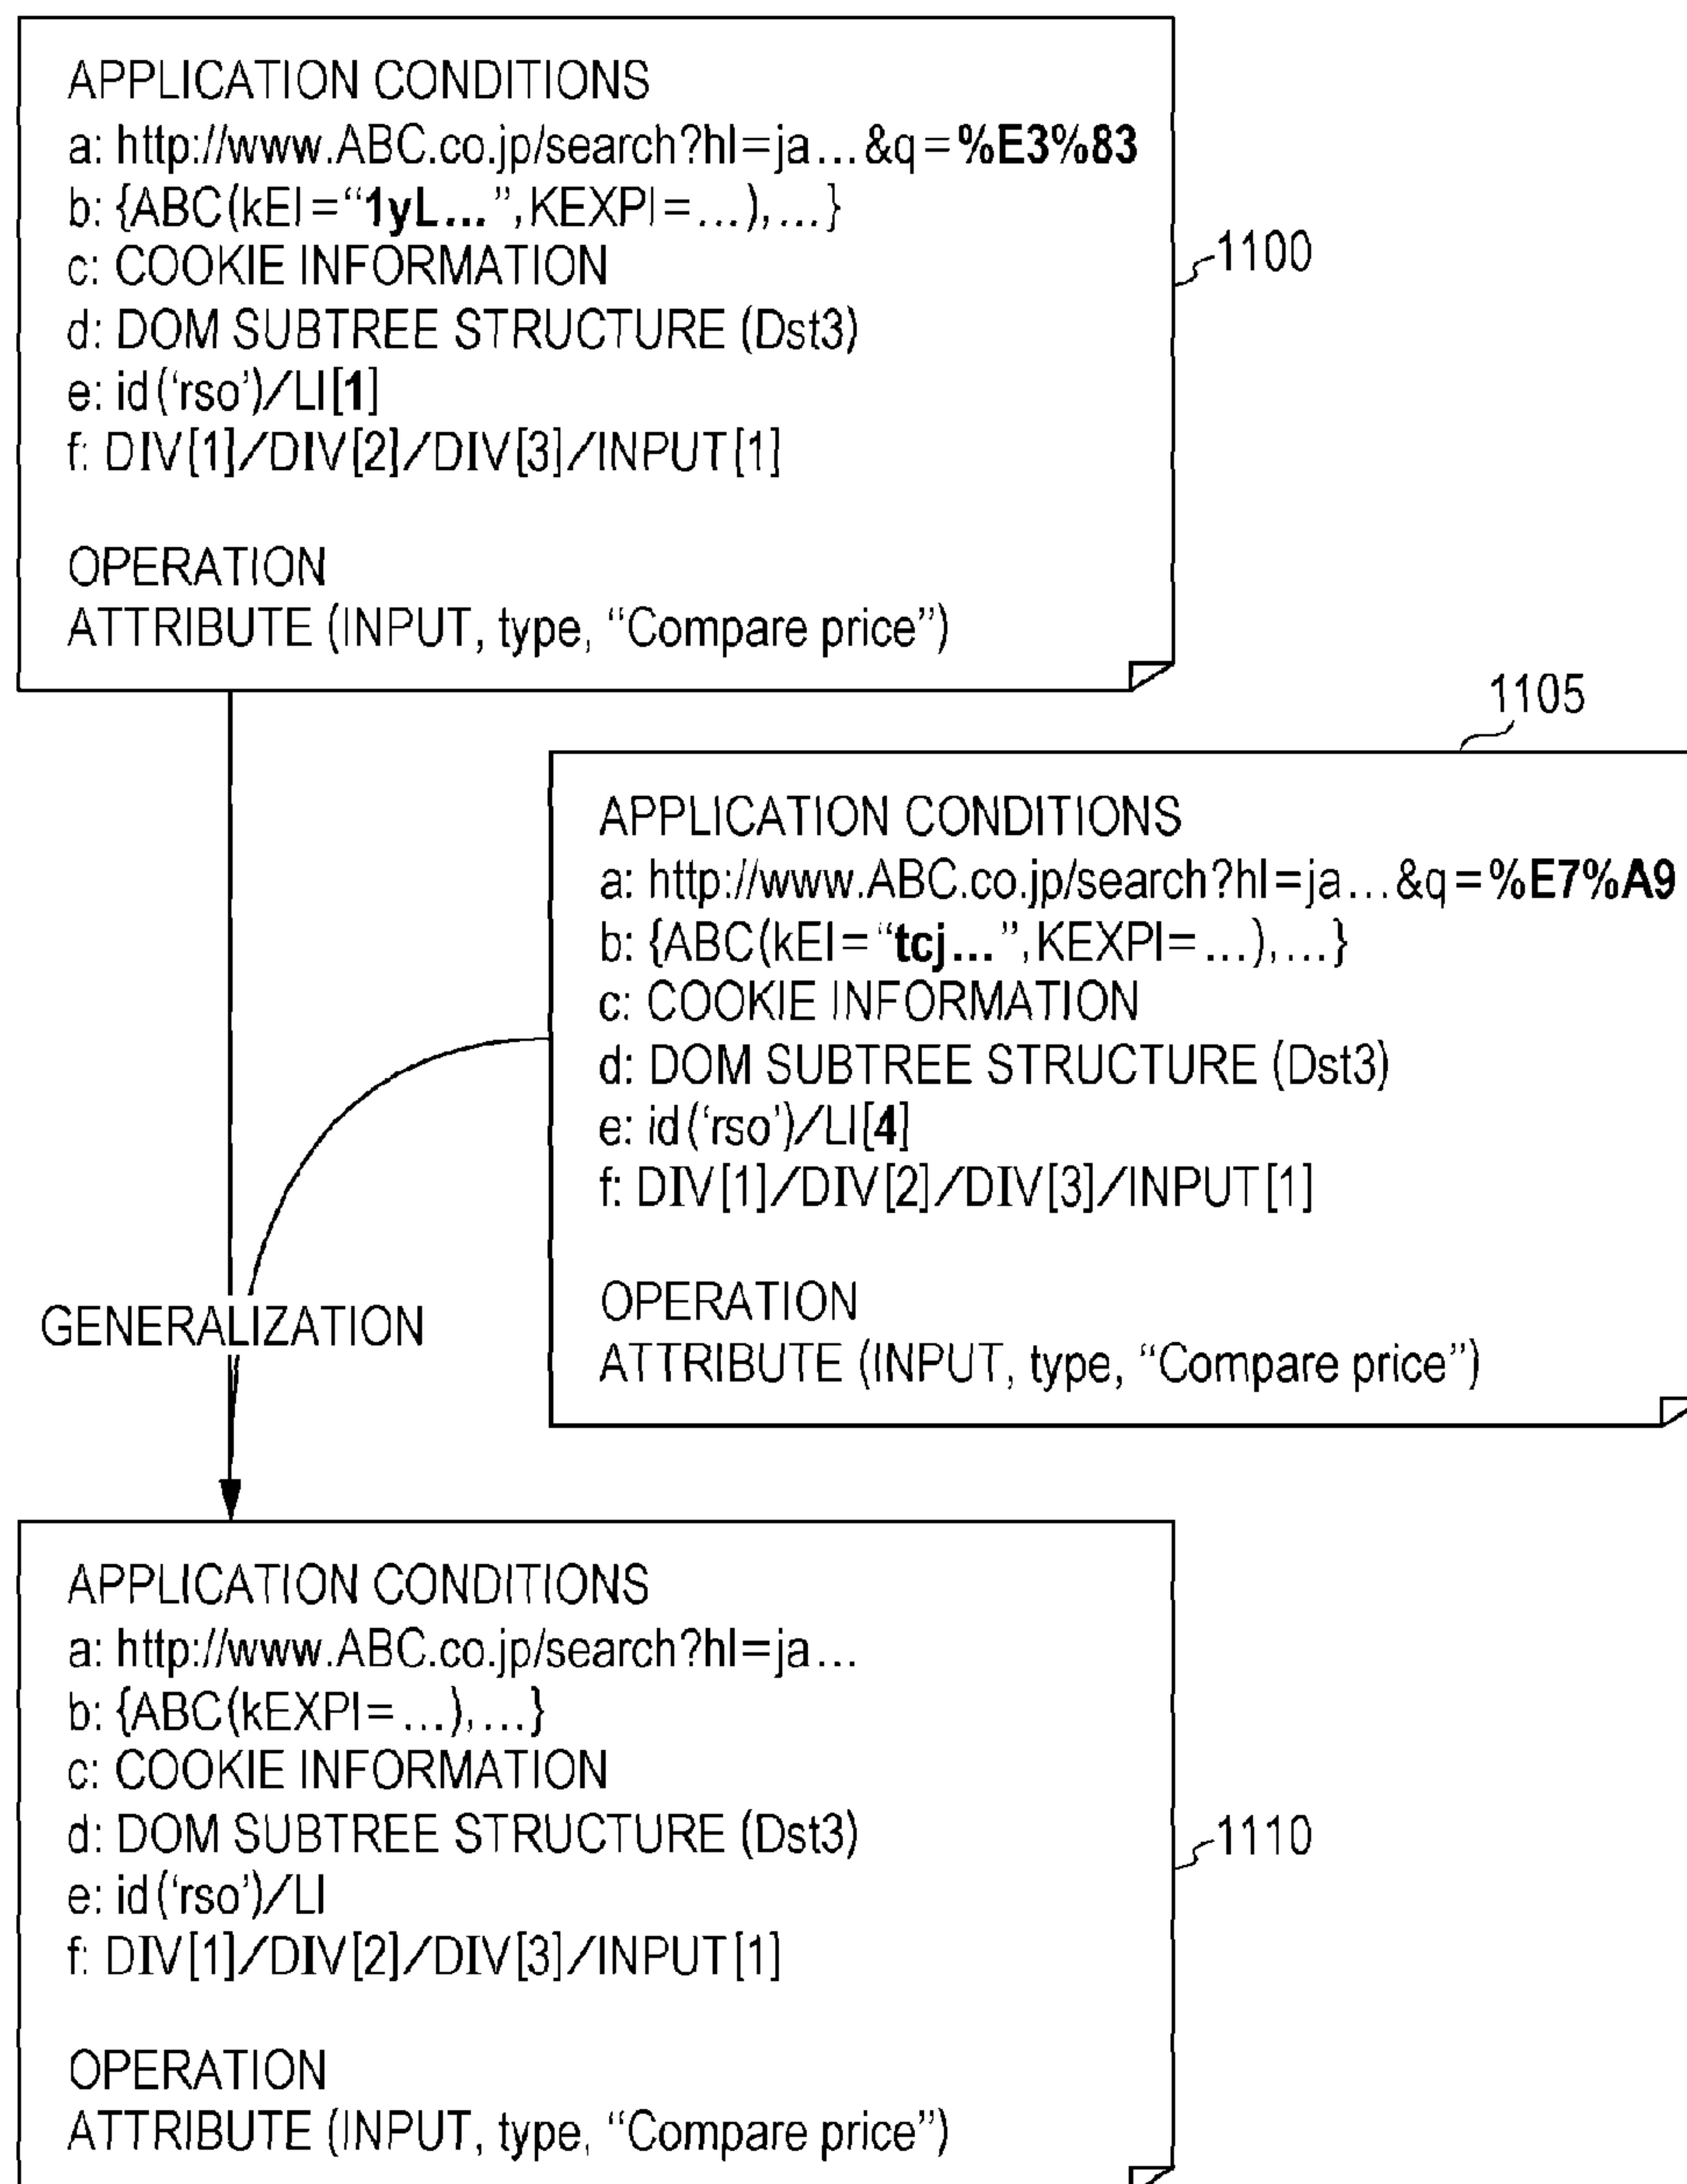 APPLICATION CONDITIONS
a: http://www.ABC.co.jp/search?hl=ja...&q=%E3%83
b: {ABC(kEI="1yL...",KEXPI=...),...}
c: COOKIE INFORMATION
d: DOM SUBTREE STRUCTURE (Dst3)
e: id('rso')/LI[1]
f: DIV[1]/DIV[2]/DIV[3]/INPUT[1]
OPERATION
ATTRIBUTE (INPUT, type, "Compare price")
1100
1105
APPLICATION CONDITIONS
a: http://www.ABC.co.jp/search?hl=ja...&q=%E7%A9
b: {ABC(kEI="tcj...",KEXPI=...),...}
c: COOKIE INFORMATION
d: DOM SUBTREE STRUCTURE (Dst3)
e: id('rso')/LI[4]
f: DIV[1]/DIV[2]/DIV[3]/INPUT[1]
OPERATION
ATTRIBUTE (INPUT, type, "Compare price")
GENERALIZATION
APPLICATION CONDITIONS
a: http://www.ABC.co.jp/search?hl=ja...
b: {ABC(kEXPI=...),...}
c: COOKIE INFORMATION
d: DOM SUBTREE STRUCTURE (Dst3)
e: id('rso')/LI
f: DIV[1]/DIV[2]/DIV[3]/INPUT[1]
OPERATION
ATTRIBUTE (INPUT, type, "Compare price")
1110